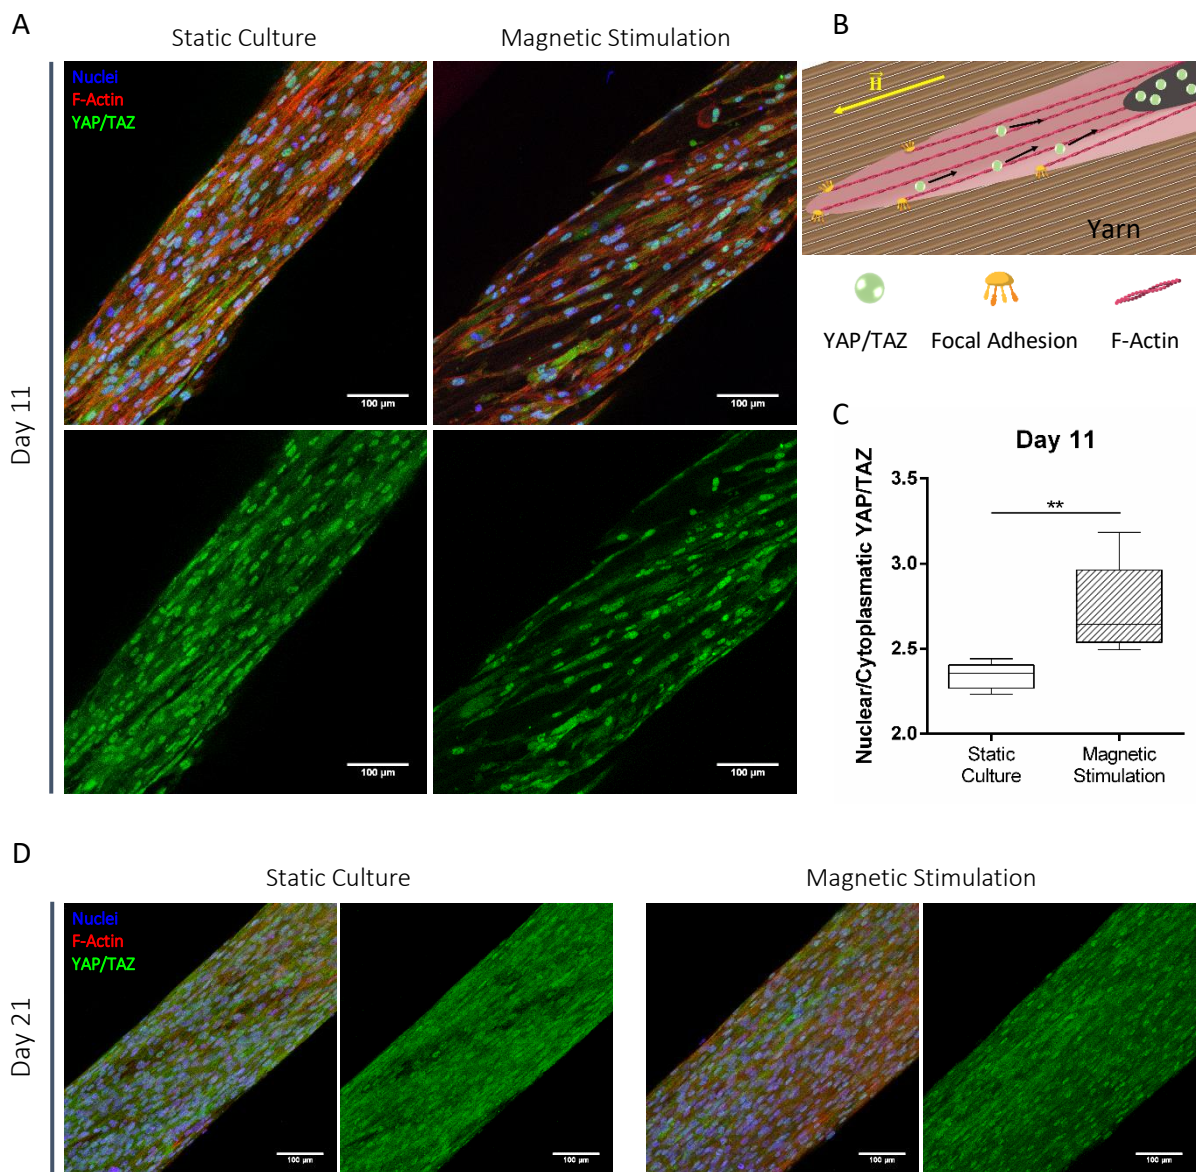 A
Static Culture
Magnetic Stimulation
Day 11
Nuclei
F-Actin
YAP/TAZ
100 µm
100 µm
100 µm
100 µm
B
H
Yarn
YAP/TAZ
Focal Adhesion
F-Actin
C
Day 11
Nuclear/Cytoplasmatic YAP/TAZ
3.5
3.0
2.5
2.0
**
Static
Culture
Magnetic
Stimulation
D
Static Culture
Magnetic Stimulation
Day 21
Nuclei
F-Actin
YAP/TAZ
100 µm
100 µm
100 µm
100 µm